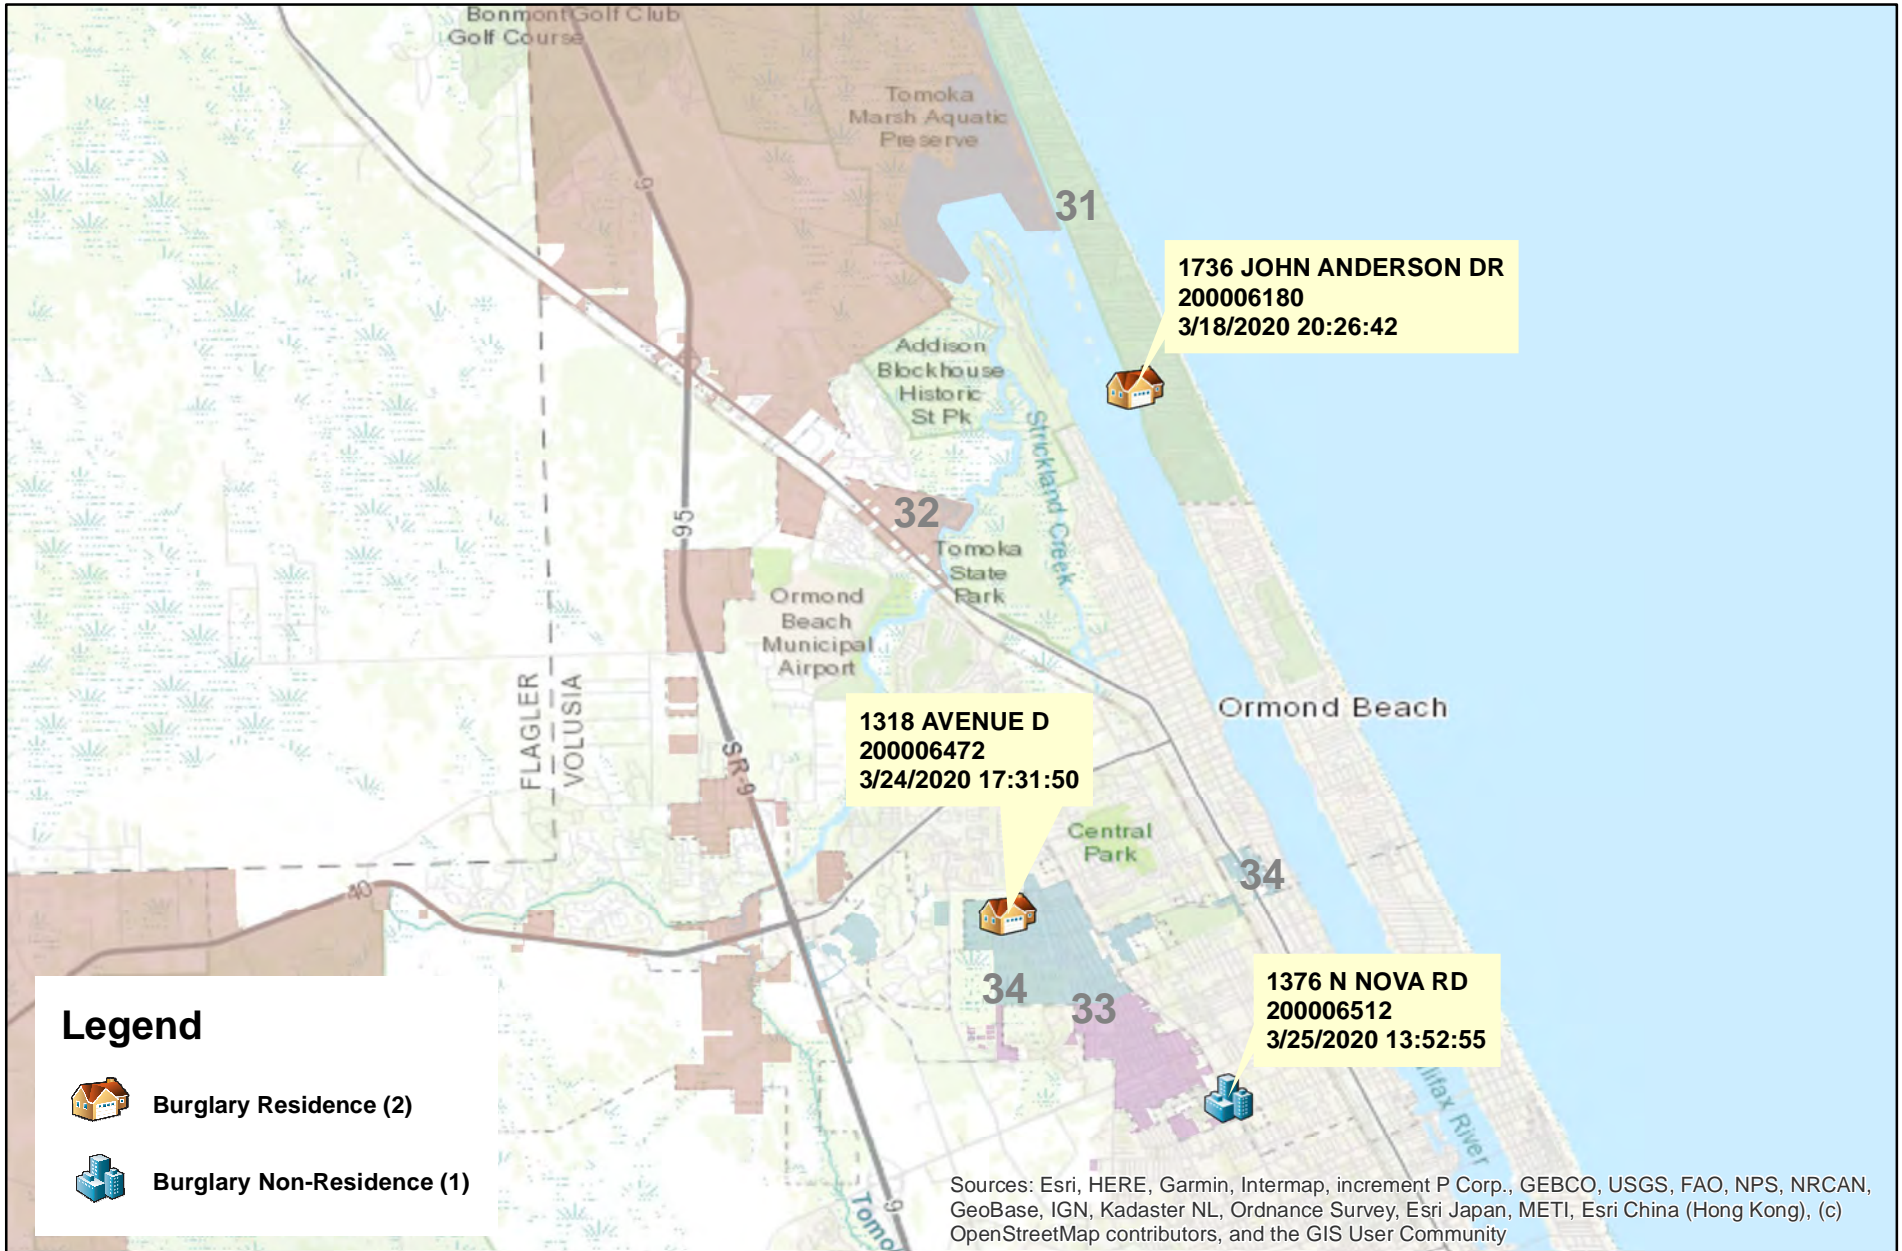 Bonmont Golf Club
Golf Course
Tomoka
Marsh Aquatic
Preserve
9
31
1736 JOHN ANDERSON DR
200006180
3/18/2020 20:26:42
Addison
Blockhouse
Historic
St Pk
Strickland Creek
95
32
Tomoka
State
Park
Ormond
Beach
Municipal
Airport
FLAGLER
VOLUSIA
SR-9
Ormond Beach
1318 AVENUE D
200006472
3/24/2020 17:31:50
Central
Park
34
40
34
33
1376 N NOVA RD
200006512
3/25/2020 13:52:55
Legend
Burglary Residence (2)
Burglary Non-Residence (1)
lifax River
9
Tomo
Sources: Esri, HERE, Garmin, Intermap, increment P Corp., GEBCO, USGS, FAO, NPS, NRCAN,
GeoBase, IGN, Kadaster NL, Ordnance Survey, Esri Japan, METI, Esri China (Hong Kong), (c)
OpenStreetMap contributors, and the GIS User Community